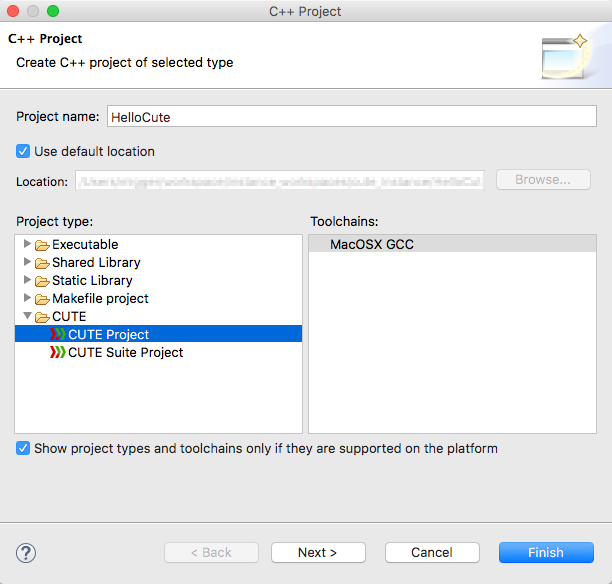 C++ Project
C++ Project
Create C++ project of selected type
Project name: HelloCute
Use default location
Location:
Browse...
Project type:
Executable
Shared Library
Static Library
Makefile project
CUTE
CUTE Project
CUTE Suite Project
Toolchains:
MacOSX GCC
Show project types and toolchains only if they are supported on the platform
?
< Back
Next >
Cancel
Finish